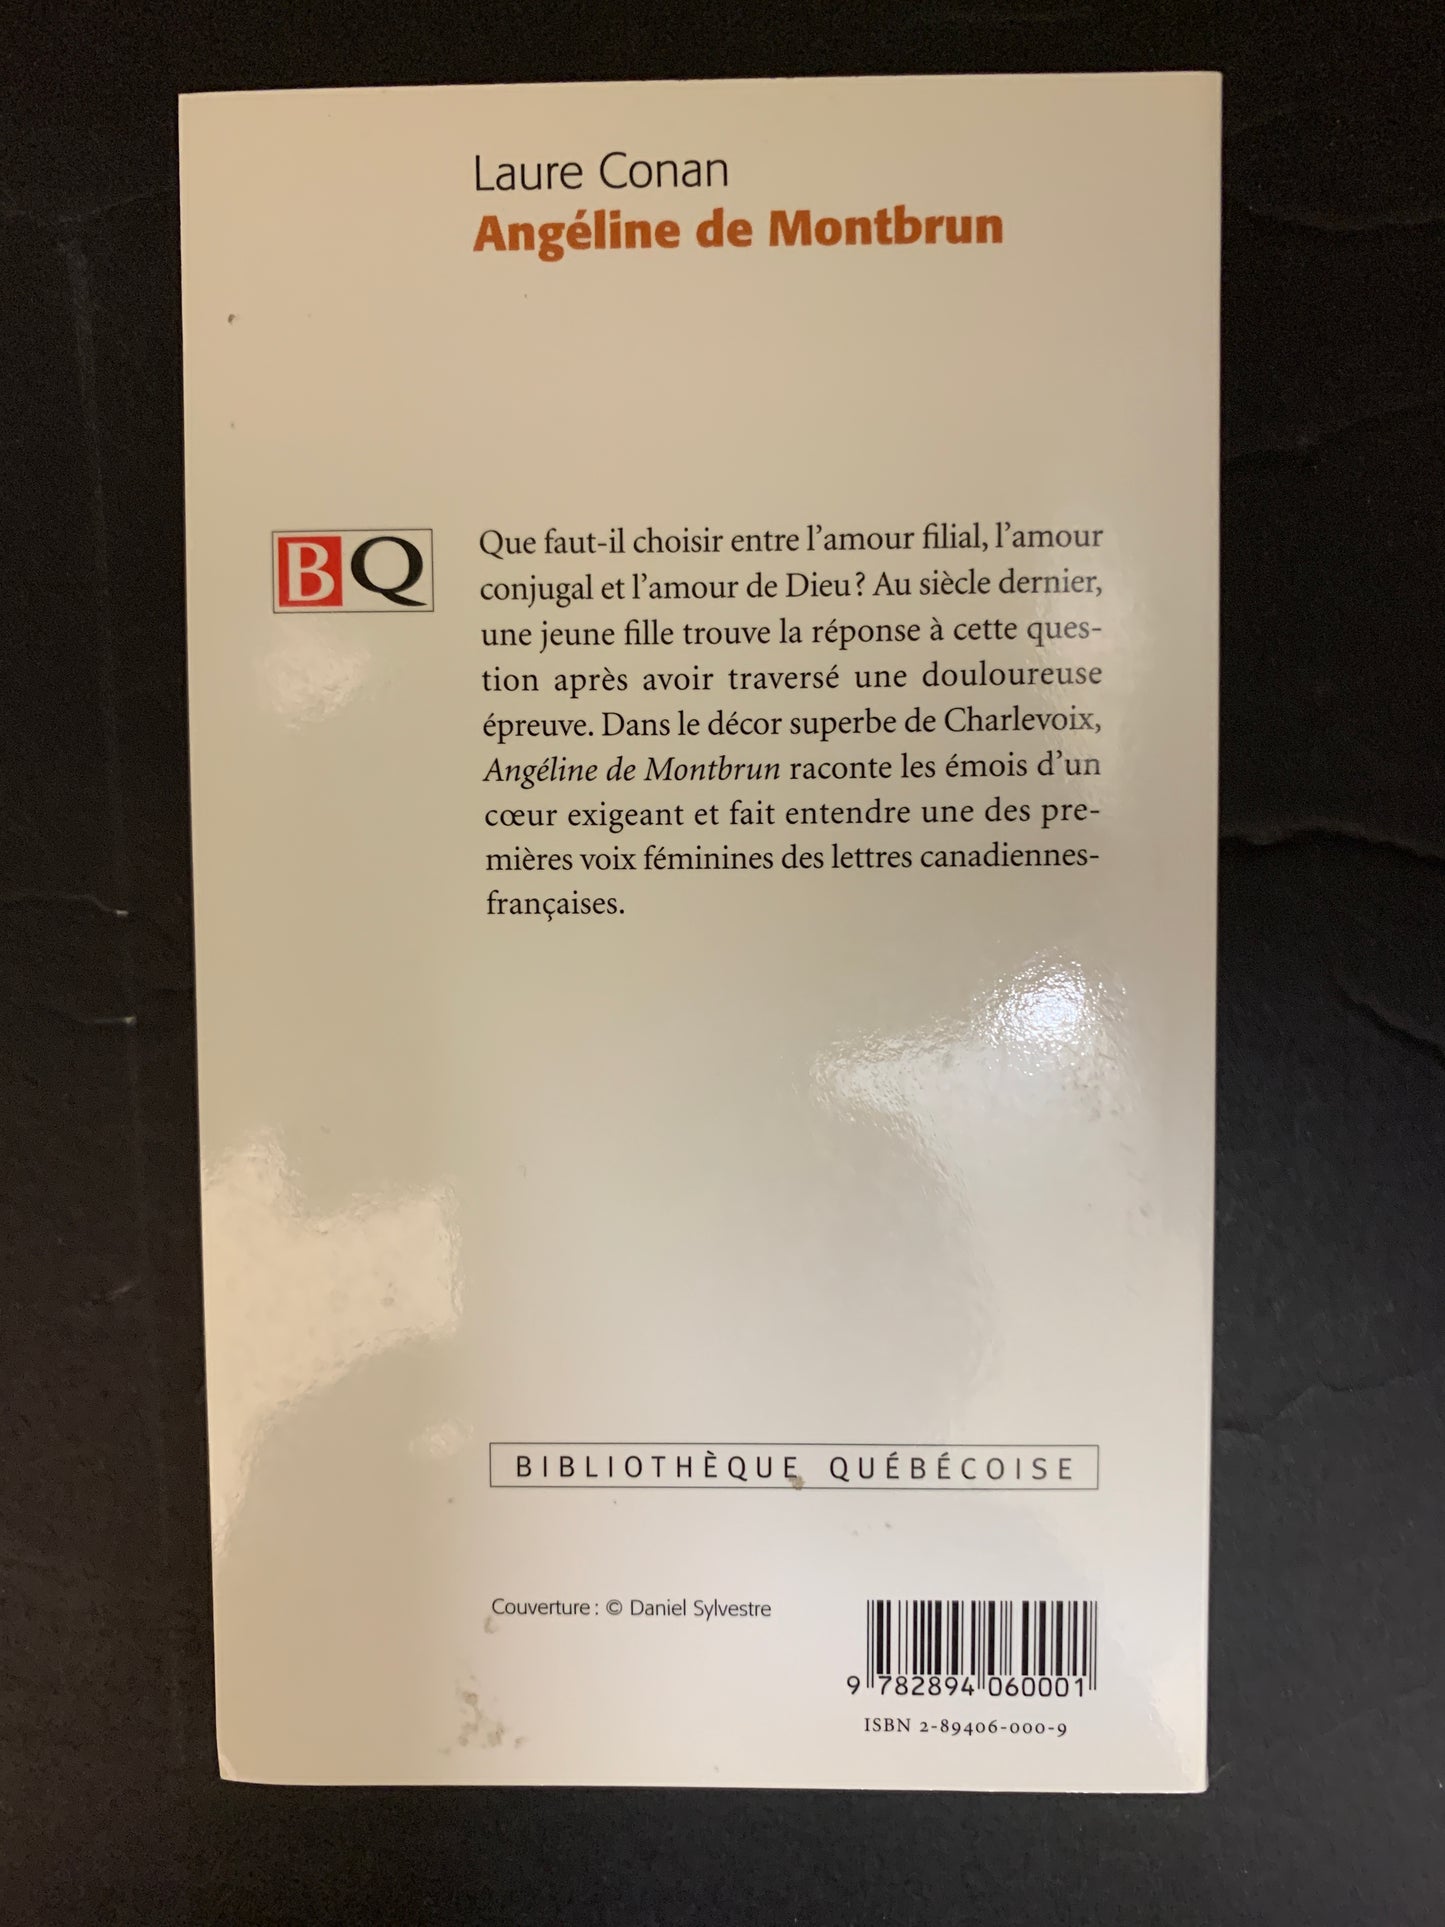 Laure Conan
Angéline de Montbrun
BQ
Que faut-il choisir entre l'amour filial, l'amour
conjugal et l'amour de Dieu? Au siècle dernier,
une jeune fille trouve la réponse à cette ques-
tion après avoir traversé une douloureuse
épreuve. Dans le décor superbe de Charlevoix,
Angéline de Montbrun raconte les émois d'un
cœur exigeant et fait entendre une des pre-
mières voix féminines des lettres canadiennes-
françaises.
BIBLIOTHÈQUE QUÉBÉCOISE
Couverture : © Daniel Sylvestre
9 782894 060001
ISBN 2-89406-000-9